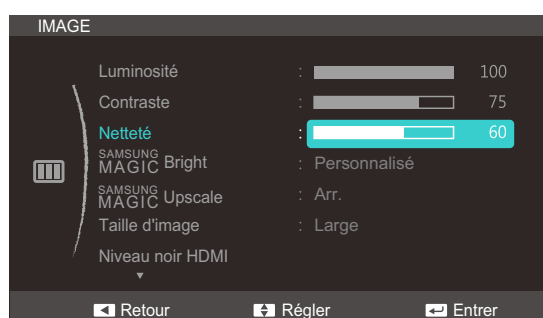 IMAGE
Luminosité : 100
Contraste : 75
Netteté : 60
SAMSUNG MAGIC Bright : Personnalisé
SAMSUNG MAGIC Upscale : Arr.
Taille d'image : Large
Niveau noir HDMI
Retour Régler Entrer